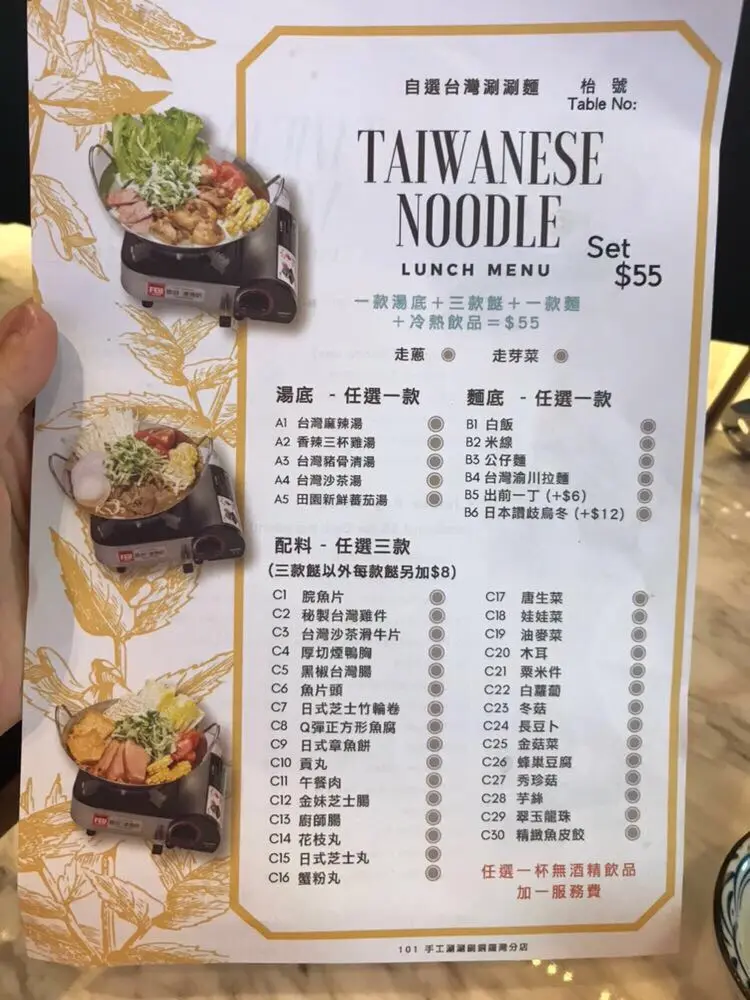 自選台灣涮涮麵
枱號
Table No:
TAIWANESE
NOODLE
LUNCH MENU
Set
$55
一款湯底+三款餸+一款麵
+冷熱飲品=$55
走蔥
走芽菜
湯底 - 任選一款
A1 台灣麻辣湯
A2 香辣三杯雞湯
A3 台灣豬骨清湯
A4 台灣沙茶湯
A5 田園新鮮蕃茄湯
麵底 - 任選一款
B1 白飯
B2 米線
B3 公仔麵
B4 台灣渝川拉麵
B5 出前一丁 (+$6)
B6 日本讚歧烏冬 (+$12)
配料 - 任選三款
(三款餸以外每款餸另加$8)
C1 脘魚片
C2 秘製台灣雞件
C3 台灣沙茶滑牛片
C4 厚切煙鴨胸
C5 黑椒台灣腸
C6 魚片頭
C7 日式芝士竹輪卷
C8 Q彈正方形魚腐
C9 日式章魚餅
C10 貢丸
C11 午餐肉
C12 金妹芝士腸
C13 廚師腸
C14 花枝丸
C15 日式芝士丸
C16 蟹粉丸
C17 唐生菜
C18 娃娃菜
C19 油麥菜
C20 木耳
C21 粟米件
C22 白蘿蔔
C23 冬菇
C24 長豆卜
C25 金菇菜
C26 蜂巢豆腐
C27 秀珍菇
C28 芋絲
C29 翠玉龍珠
C30 精緻魚皮餃
任選一杯無酒精飲品
加一服務費
101 手工涮涮鍋銅鑼灣分店